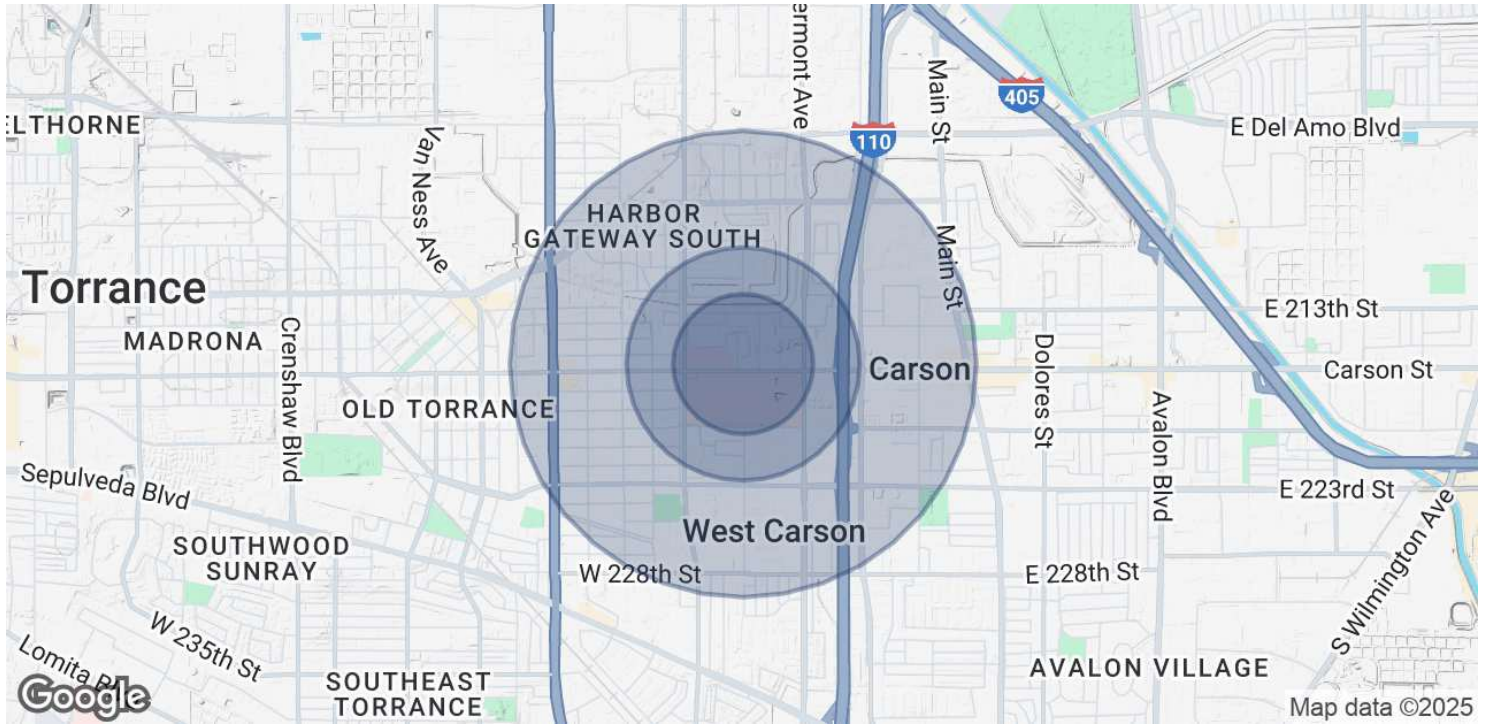 ermont Ave
Main St
405
ELTHORNE
Van Ness Ave
110
E Del Amo Blvd
HARBOR
GATEWAY SOUTH
Torrance
Main St
E 213th St
MADRONA
Crenshaw Blvd
Carson
Dolores St
Carson St
OLD TORRANCE
Avalon Blvd
Sepulveda Blvd
E 223rd St
West Carson
SOUTHWOOD
SUNRAY
W 228th St
E 228th St
S Wilmington Ave
W 235th St
Lomita Blvd
AVALON VILLAGE
SOUTHEAST
TORRANCE
Google
Map data ©2025